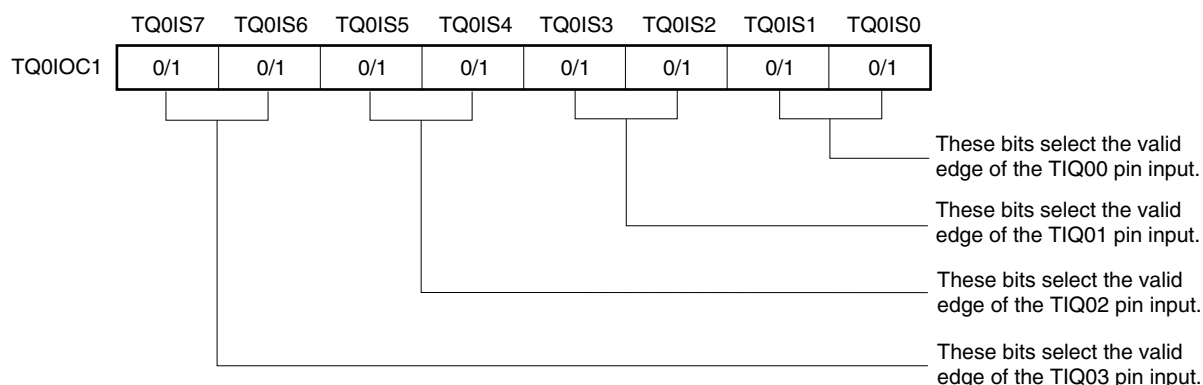 TQ0IS7 TQ0IS6 TQ0IS5 TQ0IS4 TQ0IS3 TQ0IS2 TQ0IS1 TQ0IS0
TQ0IOC1 0/1 0/1 0/1 0/1 0/1 0/1 0/1 0/1
These bits select the valid
edge of the TIQ00 pin input.
These bits select the valid
edge of the TIQ01 pin input.
These bits select the valid
edge of the TIQ02 pin input.
These bits select the valid
edge of the TIQ03 pin input.